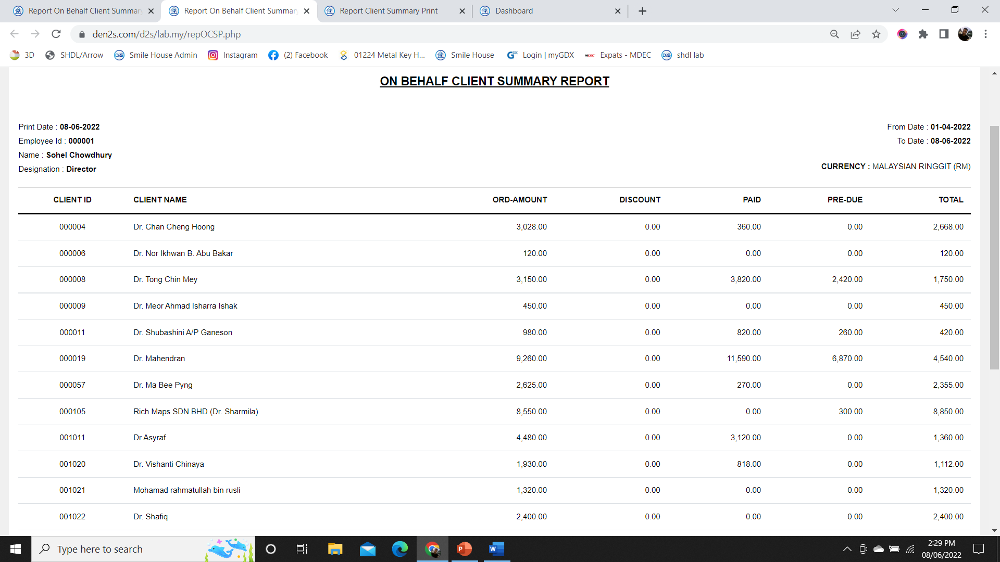 Report On Behalf Client Summar
Report On Behalf Client Summar
Report Client Summary Print
Dashboard
den2s.com/d2s/lab.my/repOCSP.php
3D
SHDL/Arrow
Smile House Admin
Instagram
(2) Facebook
01224 Metal Key H...
Smile House
Login | myGDX
Expats - MDEC
shdl lab
ON BEHALF CLIENT SUMMARY REPORT
Print Date : 08-06-2022
Employee Id : 000001
Name : Sohel Chowdhury
Designation : Director
From Date : 01-04-2022
To Date : 08-06-2022
CURRENCY : MALAYSIAN RINGGIT (RM)
CLIENT ID CLIENT NAME ORD-AMOUNT DISCOUNT PAID PRE-DUE TOTAL
000004 Dr. Chan Cheng Hoong 3,028.00 0.00 360.00 0.00 2,668.00
000006 Dr. Nor Ikhwan B. Abu Bakar 120.00 0.00 0.00 0.00 120.00
000008 Dr. Tong Chin Mey 3,150.00 0.00 3,820.00 2,420.00 1,750.00
000009 Dr. Meor Ahmad Isharra Ishak 450.00 0.00 0.00 0.00 450.00
000011 Dr. Shubashini A/P Ganeson 980.00 0.00 820.00 260.00 420.00
000019 Dr. Mahendran 9,260.00 0.00 11,590.00 6,870.00 4,540.00
000057 Dr. Ma Bee Pyng 2,625.00 0.00 270.00 0.00 2,355.00
000105 Rich Maps SDN BHD (Dr. Sharmila) 8,550.00 0.00 0.00 300.00 8,850.00
001011 Dr Asyraf 4,480.00 0.00 3,120.00 0.00 1,360.00
001020 Dr. Vishanti Chinaya 1,930.00 0.00 818.00 0.00 1,112.00
001021 Mohamad rahmatullah bin rusli 1,320.00 0.00 0.00 0.00 1,320.00
001022 Dr. Shafiq 2,400.00 0.00 0.00 0.00 2,400.00
Type here to search
2:29 PM
08/06/2022